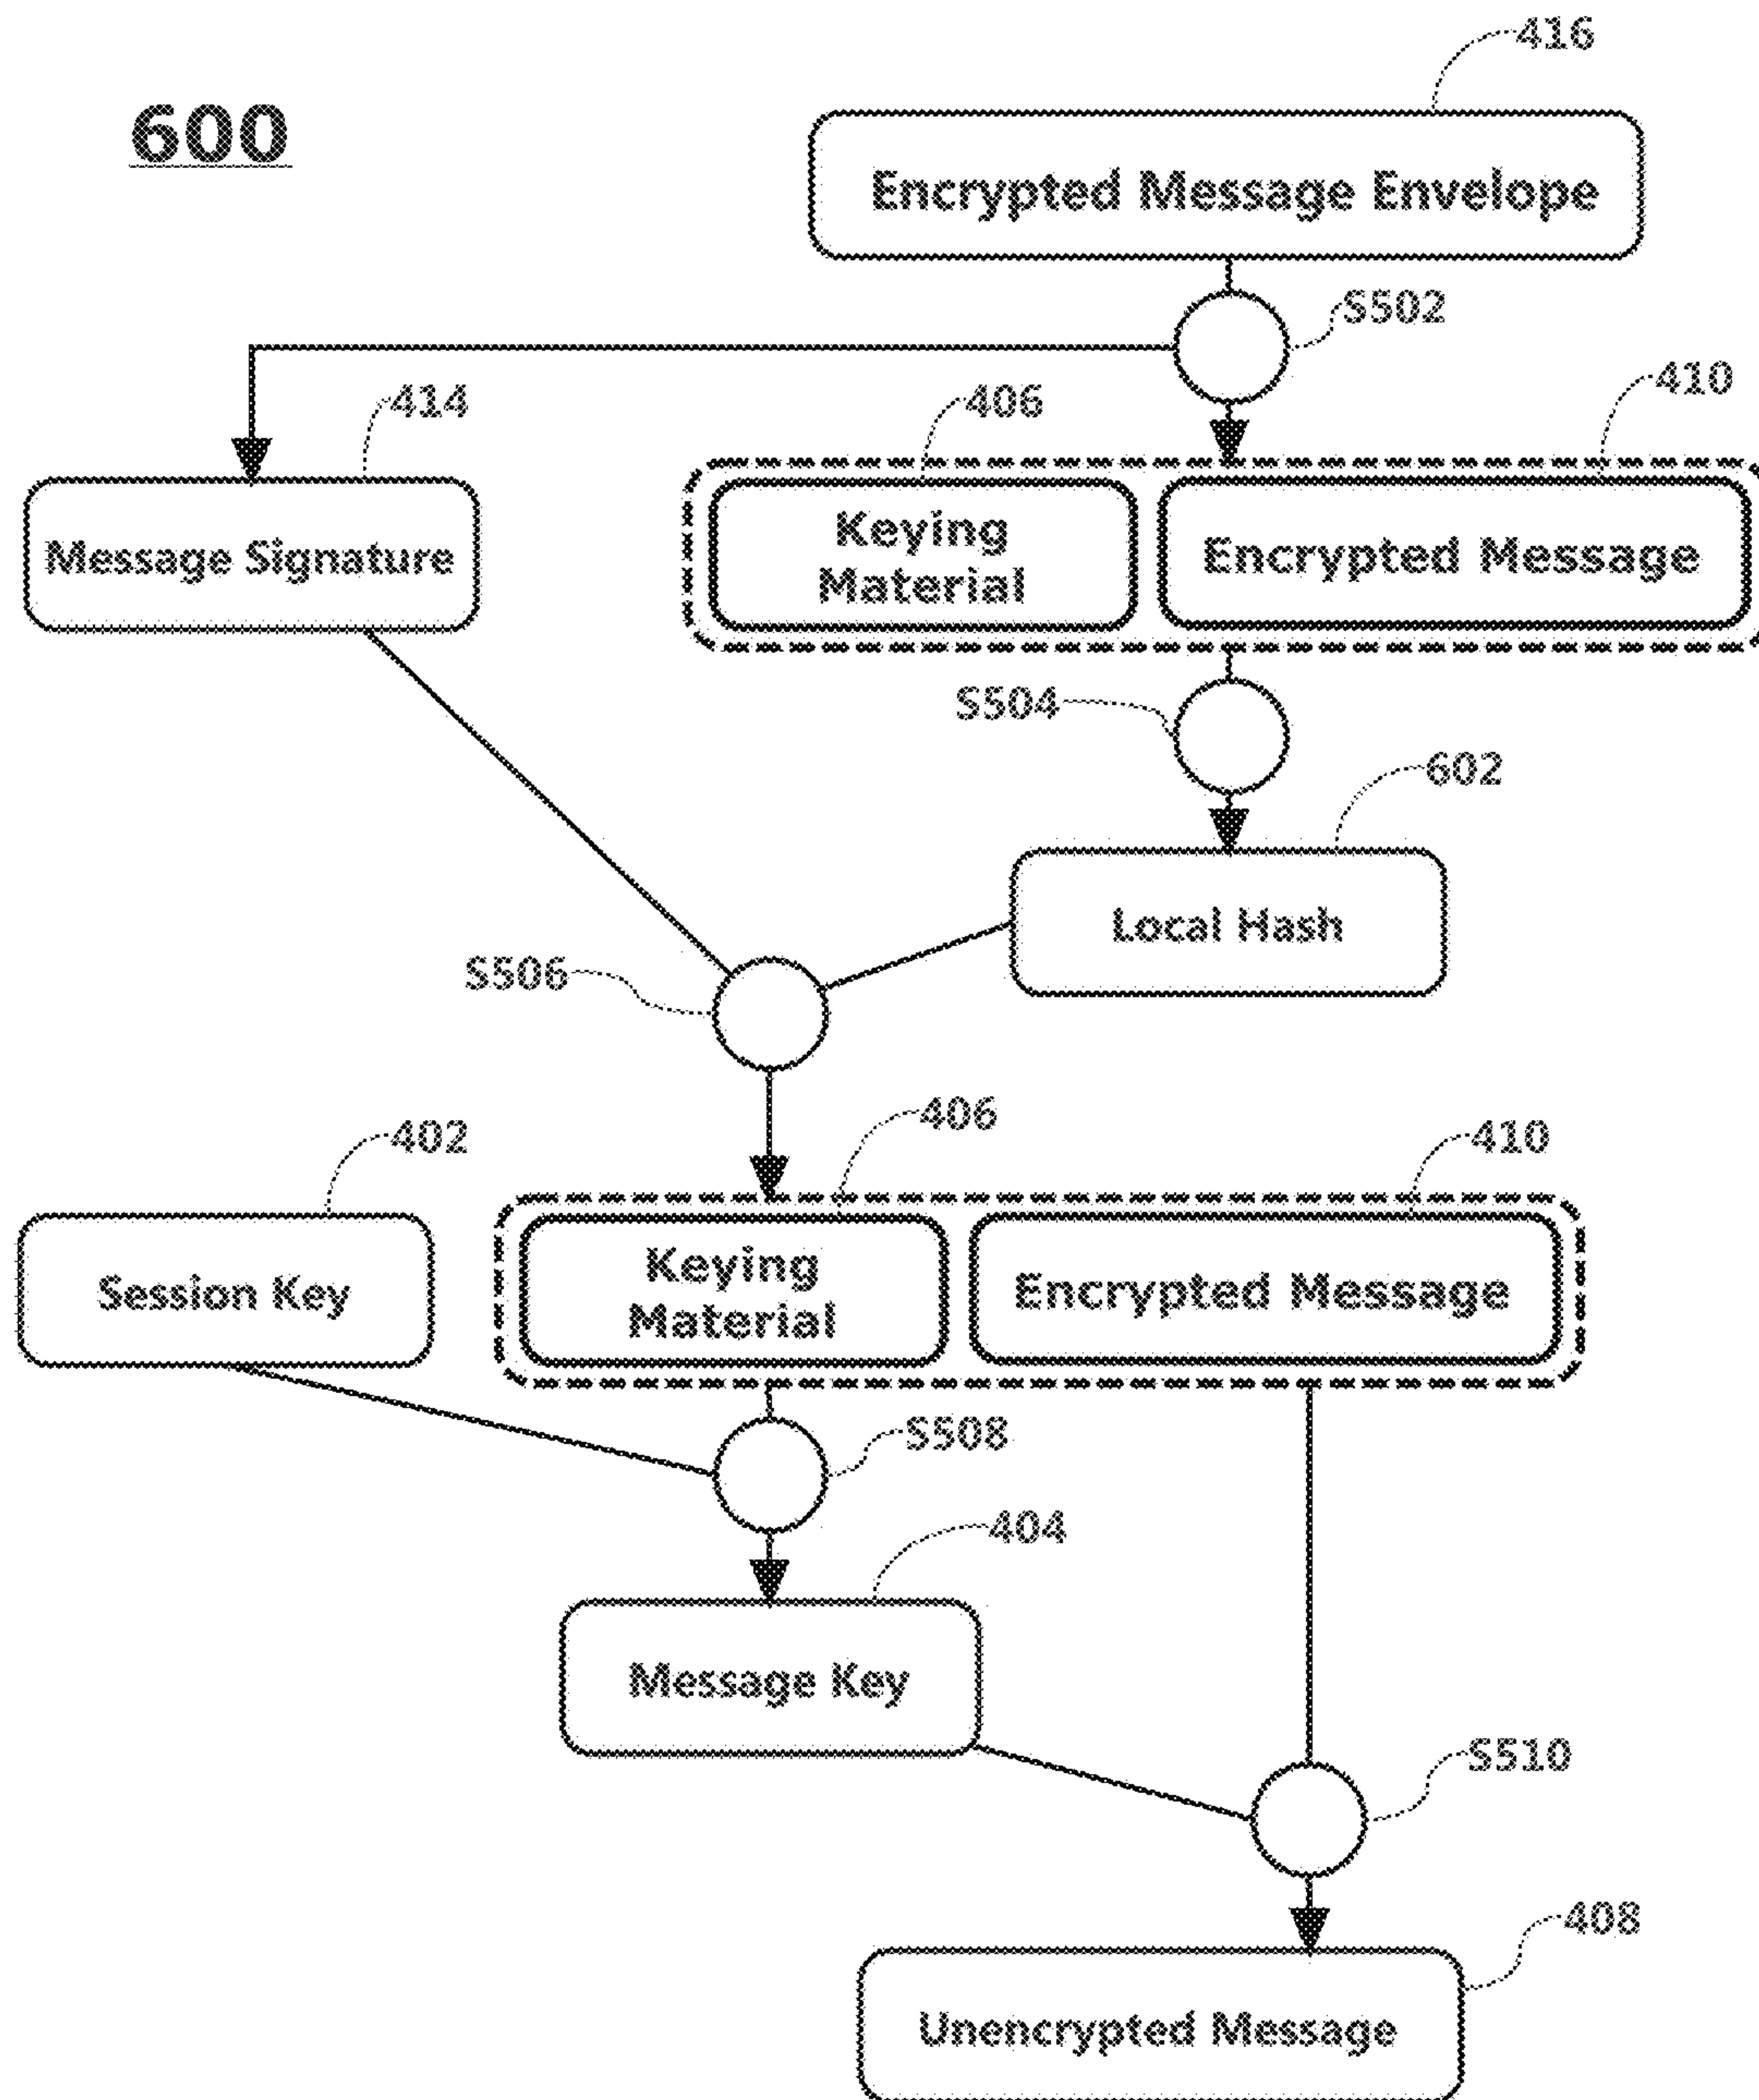 416
600
Encrypted Message Envelope
S502
410
414
406
Message Signature
Keying
Material
Encrypted Message
S504
602
Local Hash
S506
406
402
410
Session Key
Keying
Material
Encrypted Message
S508
404
Message Key
S510
408
Unencrypted Message